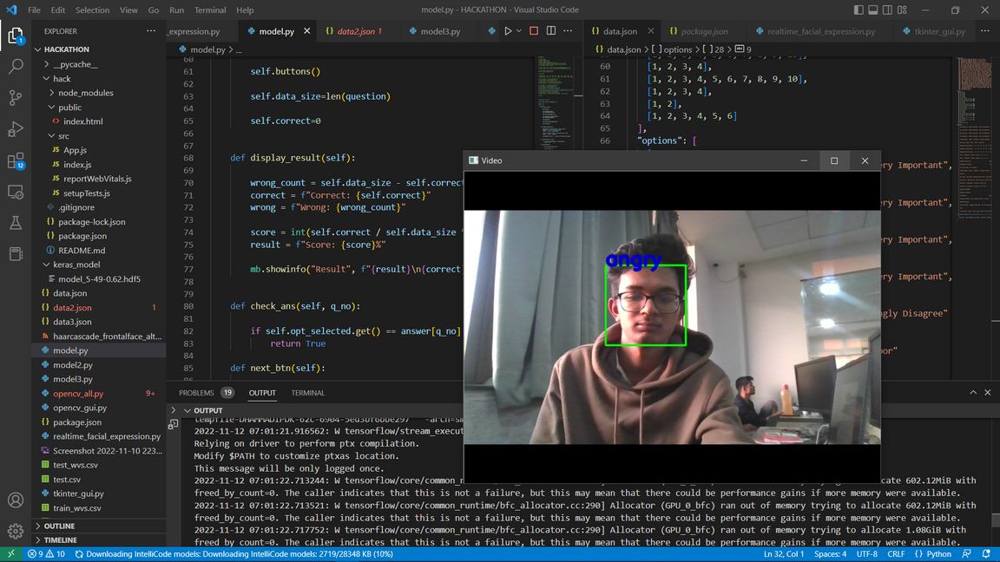 File Edit Selection View Go Run Terminal Help model.py - HACKATHON - Visual Studio Code
EXPLORER
HACKATHON
__pycache__
hack
node_modules
public
index.html
src
App.js
index.js
reportWebVitals.js
setupTests.js
.gitignore
package-lock.json
package.json
README.md
keras_model
model_5-49-0.62.hdf5
data.json
data2.json 1
data3.json
haarcascade_frontalface_alt...
model.py
model2.py
model3.py
opencv_all.py 9+
opencv_gui.py
package.json
realtime_facial_expression.py
Screenshot 2022-11-10 223...
test_wvs.csv
test.csv
tkinter_gui.py
train_wvs.csv
OUTLINE
TIMELINE
1
12
_expression.py model.py data2.json 1 model3.py
model.py > ...
60
61 self.buttons()
62
63 self.data_size=len(question)
64
65 self.correct=0
66
67
68 def display_result(self):
69
70 wrong_count = self.data_size - self.correct
71 correct = f"Correct: {self.correct}"
72 wrong = f"Wrong: {wrong_count}"
73
74 score = int(self.correct / self.data_size
75 result = f"Score: {score}%"
76
77 mb.showinfo("Result", f"{result}\n{correct
78
79
80 def check_ans(self, q_no):
81
82 if self.opt_selected.get() == answer[q_no]
83 return True
84
85 def next_btn(self):
data.json package.json realtime_facial_expression.py tkinter_gui.py
data.json > [ ] options > [ ] 28 > 9
60 [1, 2, 3, 4],
61 [1, 2, 3, 4, 5, 6, 7, 8, 9, 10],
62 [1, 2, 3, 4],
63 [1, 2],
64 [1, 2, 3, 4, 5, 6]
65 ],
66 "options": [
ery Important",
ery Important",
ery Important",
ngly Disagree"
oor"
Video
angry
PROBLEMS 19 OUTPUT TERMINAL
OUTPUT
2022-11-12 07:01:21.916562: W tensorflow/stream_execut
Relying on driver to perform ptx compilation.
Modify $PATH to customize ptxas location.
This message will be only logged once.
2022-11-12 07:01:22.713244: W tensorflow/core/common_r cate 602.12MiB with
freed_by_count=0. The caller indicates that this is not a failure, but this may mean that there could be performance gains if more memory were available.
2022-11-12 07:01:22.713521: W tensorflow/core/common_runtime/bfc_allocator.cc:290] Allocator (GPU_0_bfc) ran out of memory trying to allocate 602.12MiB with
freed_by_count=0. The caller indicates that this is not a failure, but this may mean that there could be performance gains if more memory were available.
2022-11-12 07:01:22.717752: W tensorflow/core/common_runtime/bfc_allocator.cc:290] Allocator (GPU_0_bfc) ran out of memory trying to allocate 1.08GiB with
freed_by_count=0. The caller indicates that this is not a failure, but this may mean that there could be performance gains if more memory were available.
9 10 Downloading IntelliCode models: Downloading IntelliCode models: 2719/28348 KB (10%) Ln 32, Col 1 Spaces: 4 UTF-8 CRLF Python